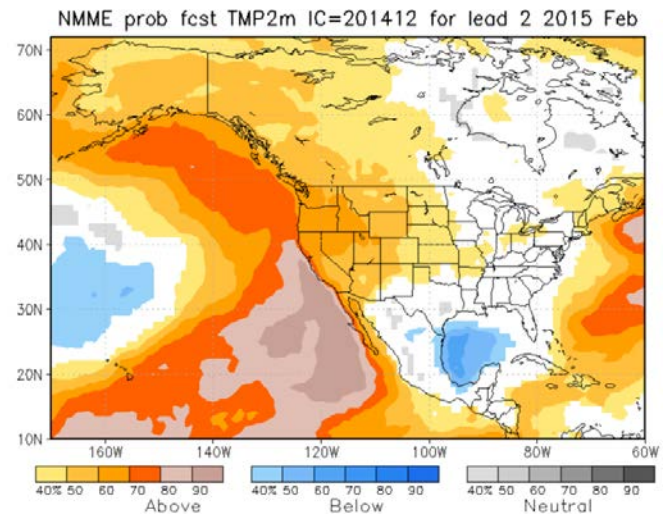 NMME prob fcst TMP2m IC=201412 for lead 2 2015 Feb
70N
60N
50N
40N
30N
20N
10N
160W 140W 120W 100W 80W 60W
40% 50 60 70 80 90 40% 50 60 70 80 90 40% 50 60 70 80 90
Above Below Neutral